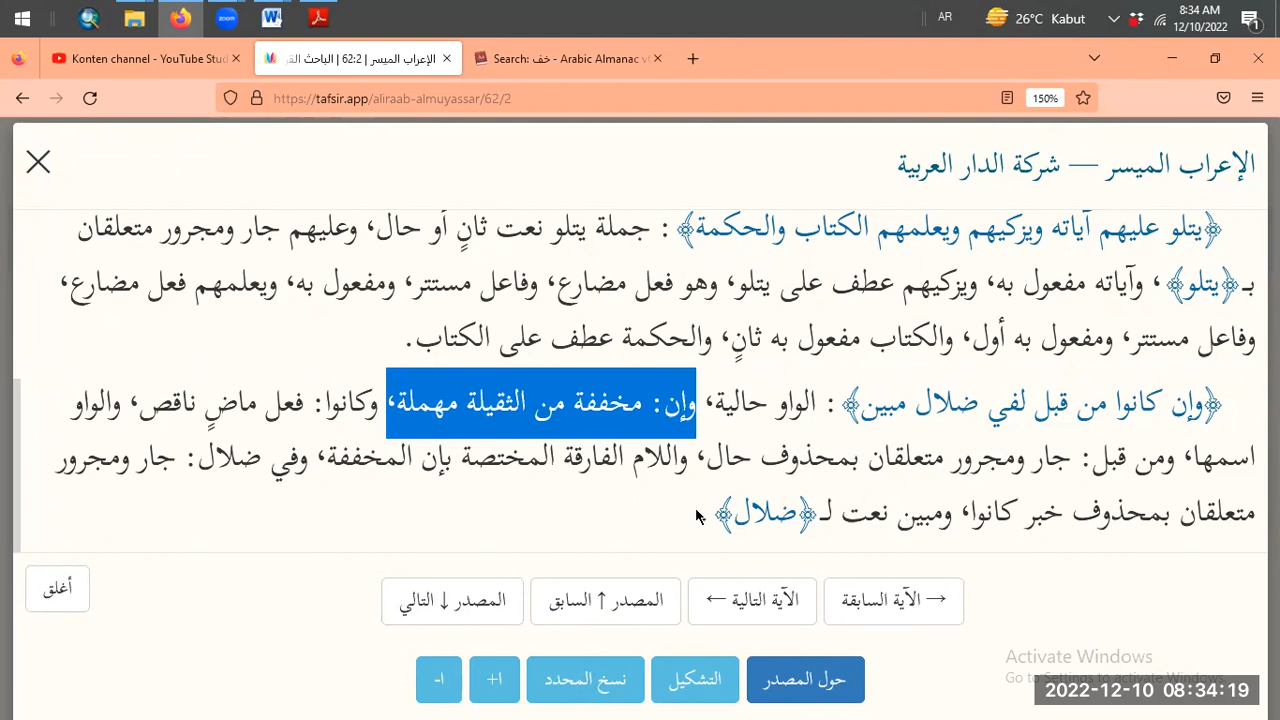 AR
26°C Kabut
8:34 AM
12/10/2022
Konten channel - YouTube Stud
الإعراب الميسر | 62:2 | الباحث القر
Search: خف - Arabic Almanac v
https://tafsir.app/aliraab-almuyassar/62/2
150%
الإعراب الميسر — شركة الدار العربية
﴿يتلو عليهم آياته ويزكيهم ويعلمهم الكتاب والحكمة﴾ : جملة يتلو نعت ثانٍ أو حال، وعليهم جار ومجرور متعلقان
بـ﴿يتلو﴾، وآياته مفعول به، ويزكيهم عطف على يتلو، وهو فعل مضارع، وفاعل مستتر، ومفعول به، ويعلمهم فعل مضارع،
وفاعل مستتر، ومفعول به أول، والكتاب مفعول به ثانٍ، والحكمة عطف على الكتاب.
﴿وإن كانوا من قبل لفي ضلال مبين﴾ : الواو حالية، وإن: مخففة من الثقيلة مهملة، وكانوا: فعل ماضٍ ناقص، والواو
اسمها، ومن قبل: جار ومجرور متعلقان بمحذوف حال، واللام الفارقة المختصة بإن المخففة، وفي ضلال: جار ومجرور
متعلقان بمحذوف خبر كانوا، ومبين نعت لـ﴿ضلال﴾
→ الآية السابقة
الآية التالية ←
المصدر ↑ السابق
المصدر ↓ التالي
أغلق
حول المصدر
التشكيل
نسخ المحدد
ا+
ا-
Activate Windows
Go to Settings to activate Windows.
2022-12-10 08:34:19